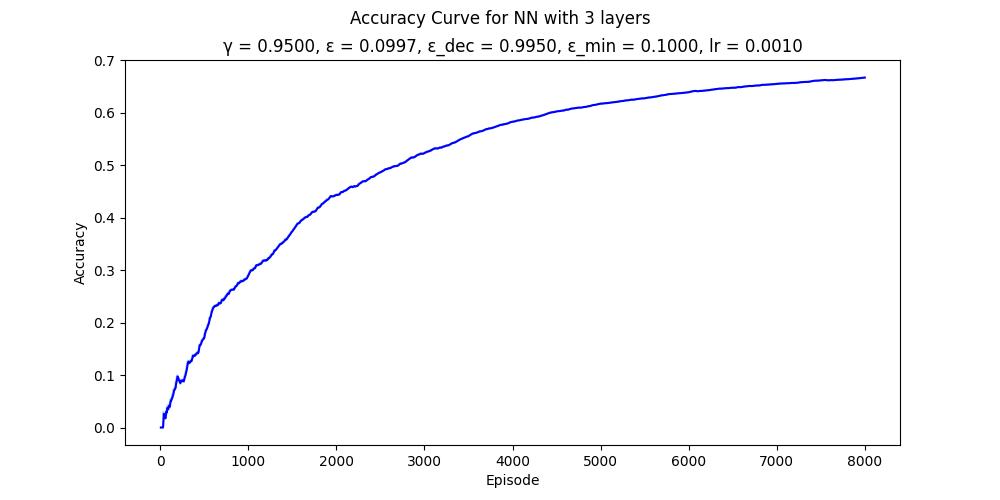 Accuracy Curve for NN with 3 layers
γ = 0.9500, ε = 0.0997, ε_dec = 0.9950, ε_min = 0.1000, lr = 0.0010
0.7
0.6
0.5
0.4
0.3
0.2
0.1
0.0
Accuracy
0 1000 2000 3000 4000 5000 6000 7000 8000
Episode